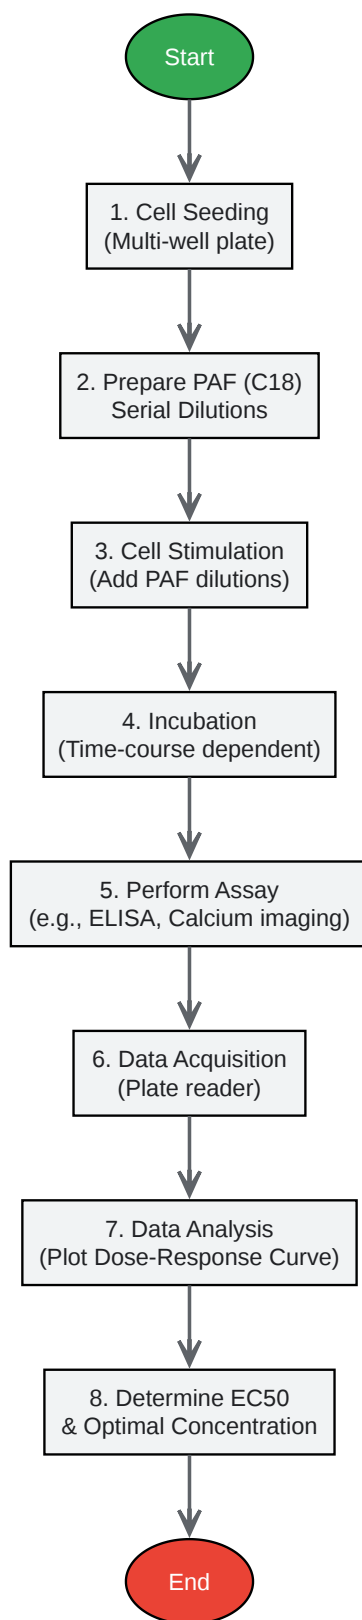 Start
1. Cell Seeding
(Multi-well plate)
2. Prepare PAF (C18)
Serial Dilutions
3. Cell Stimulation
(Add PAF dilutions)
4. Incubation
(Time-course dependent)
5. Perform Assay
(e.g., ELISA, Calcium imaging)
6. Data Acquisition
(Plate reader)
7. Data Analysis
(Plot Dose-Response Curve)
8. Determine EC50
& Optimal Concentration
End